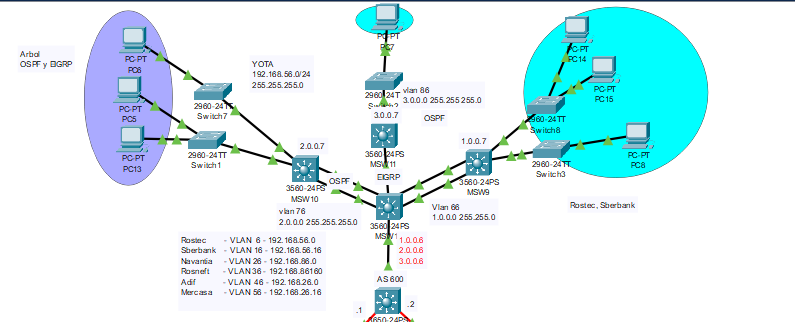 Arbol
OSPF y EIGRP
PC-PT
PC6
PC-PT
PC5
PC-PT
PC13
YOTA
192.168.56.0/24
255.255.255.0
2960-24TT
Switch7
2960-24TT
Switch1
2.0.0.7
3560-24PS
MSW10
OSPF
vlan 76
2.0.0.0 255.255.255.0
PC-PT
PC7
2960-24TT
Switch2
vlan 86
3.0.0.0 255.255.255.0
3.0.0.7
OSPF
3560-24PS
MSW11
EIGRP
1.0.0.7
3560-24PS
MSW9
Vlan 66
1.0.0.0 255.255.0
3560-24PS
MSW1
PC-PT
PC14
PC-PT
PC15
2960-24TT
Switch8
2960-24TT
Switch3
PC-PT
PC8
Rostec, Sberbank
Rostec - VLAN 6 - 192.168.56.0
Sberbank - VLAN 16 - 192.168.56.16
Navantia - VLAN 26 - 192.168.86.0
Rosneft - VLAN 36 - 192.168.86160
Adif - VLAN 46 - 192.168.26.0
Mercasa - VLAN 56 - 192.168.26.16
1.0.0.6
2.0.0.6
3.0.0.6
AS 600
.1
.2
3650-24PS